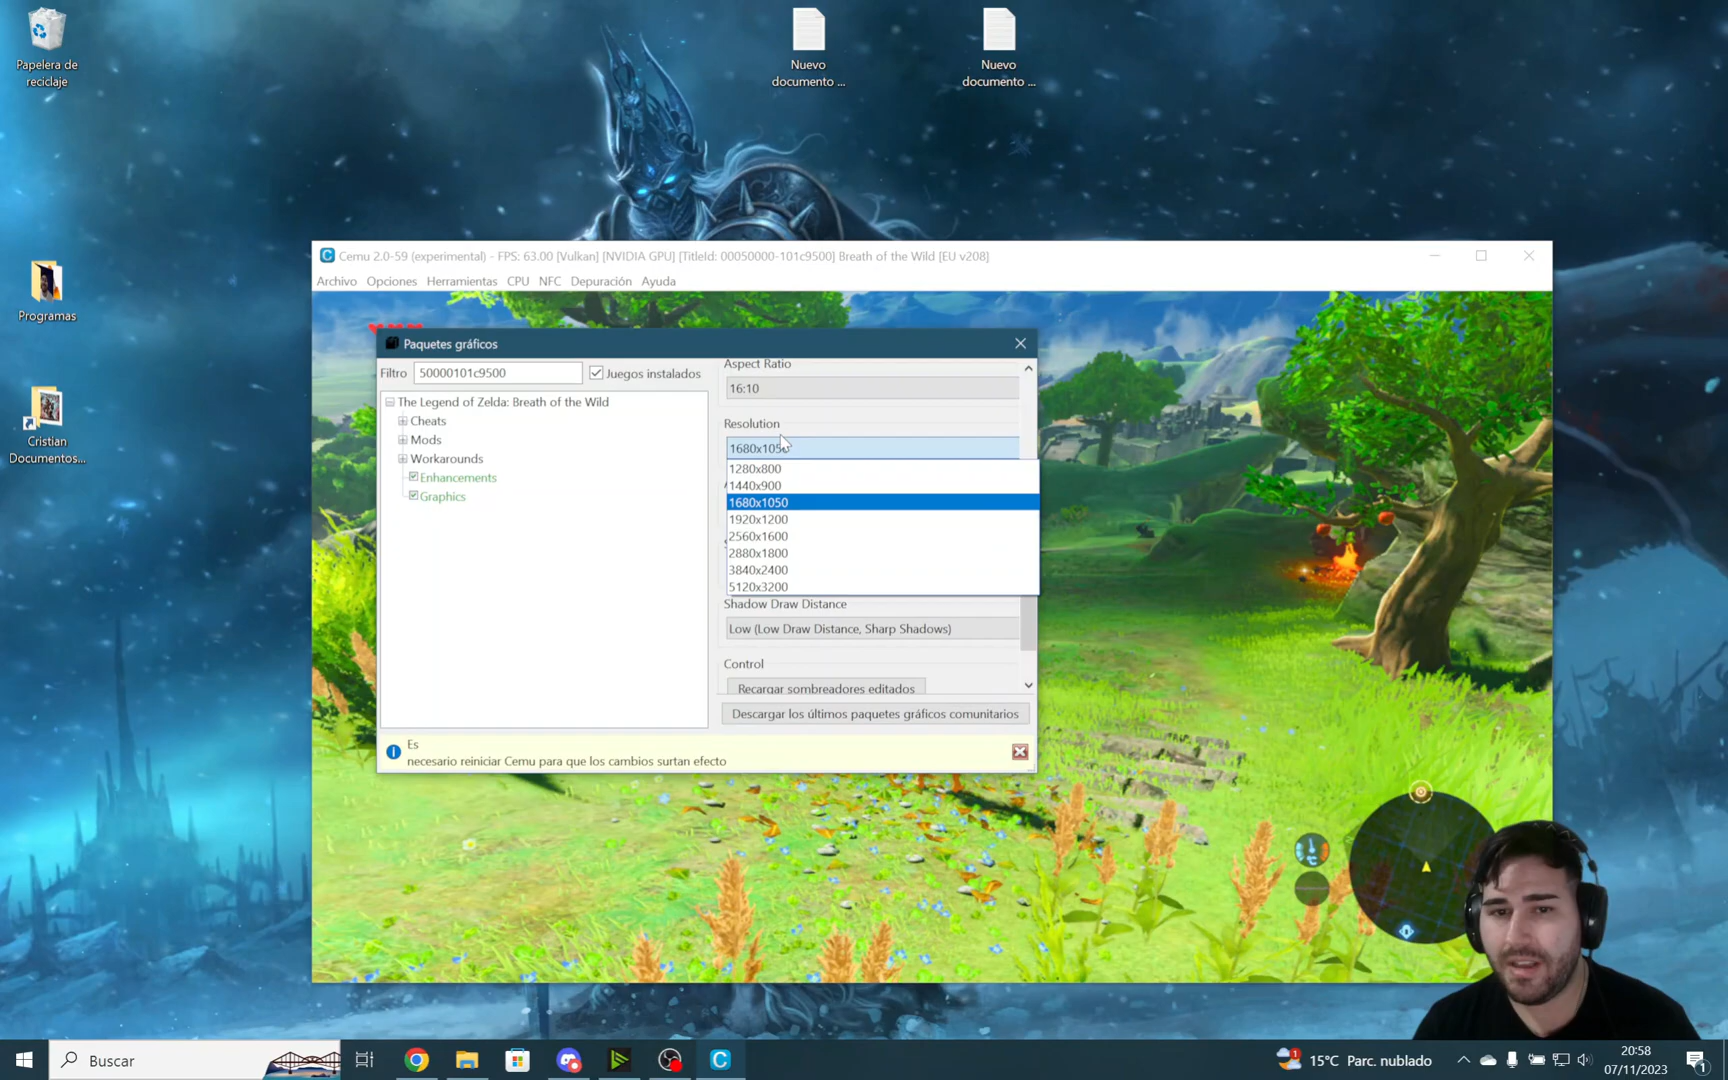 Papelera de
reciclaje
Nuevo
documento ...
Nuevo
documento ...
Programas
Cristian
Documentos...
Cemu 2.0-59 (experimental) - FPS: 63.00 [Vulkan] [NVIDIA GPU] [TitleId: 00050000-101c9500] Breath of the Wild [EU v208]
Archivo Opciones Herramientas CPU NFC Depuración Ayuda
Paquetes gráficos
Filtro 50000101c9500 Juegos instalados
The Legend of Zelda: Breath of the Wild
Cheats
Mods
Workarounds
Enhancements
Graphics
Aspect Ratio
16:10
Resolution
1680x1050
1280x800
1440x900
1680x1050
1920x1200
2560x1600
2880x1800
3840x2400
5120x3200
Shadow Draw Distance
Low (Low Draw Distance, Sharp Shadows)
Control
Recargar sombreadores editados
Descargar los últimos paquetes gráficos comunitarios
Es
necesario reiniciar Cemu para que los cambios surtan efecto
Buscar
1
15°C Parc. nublado
20:58
07/11/2023
1